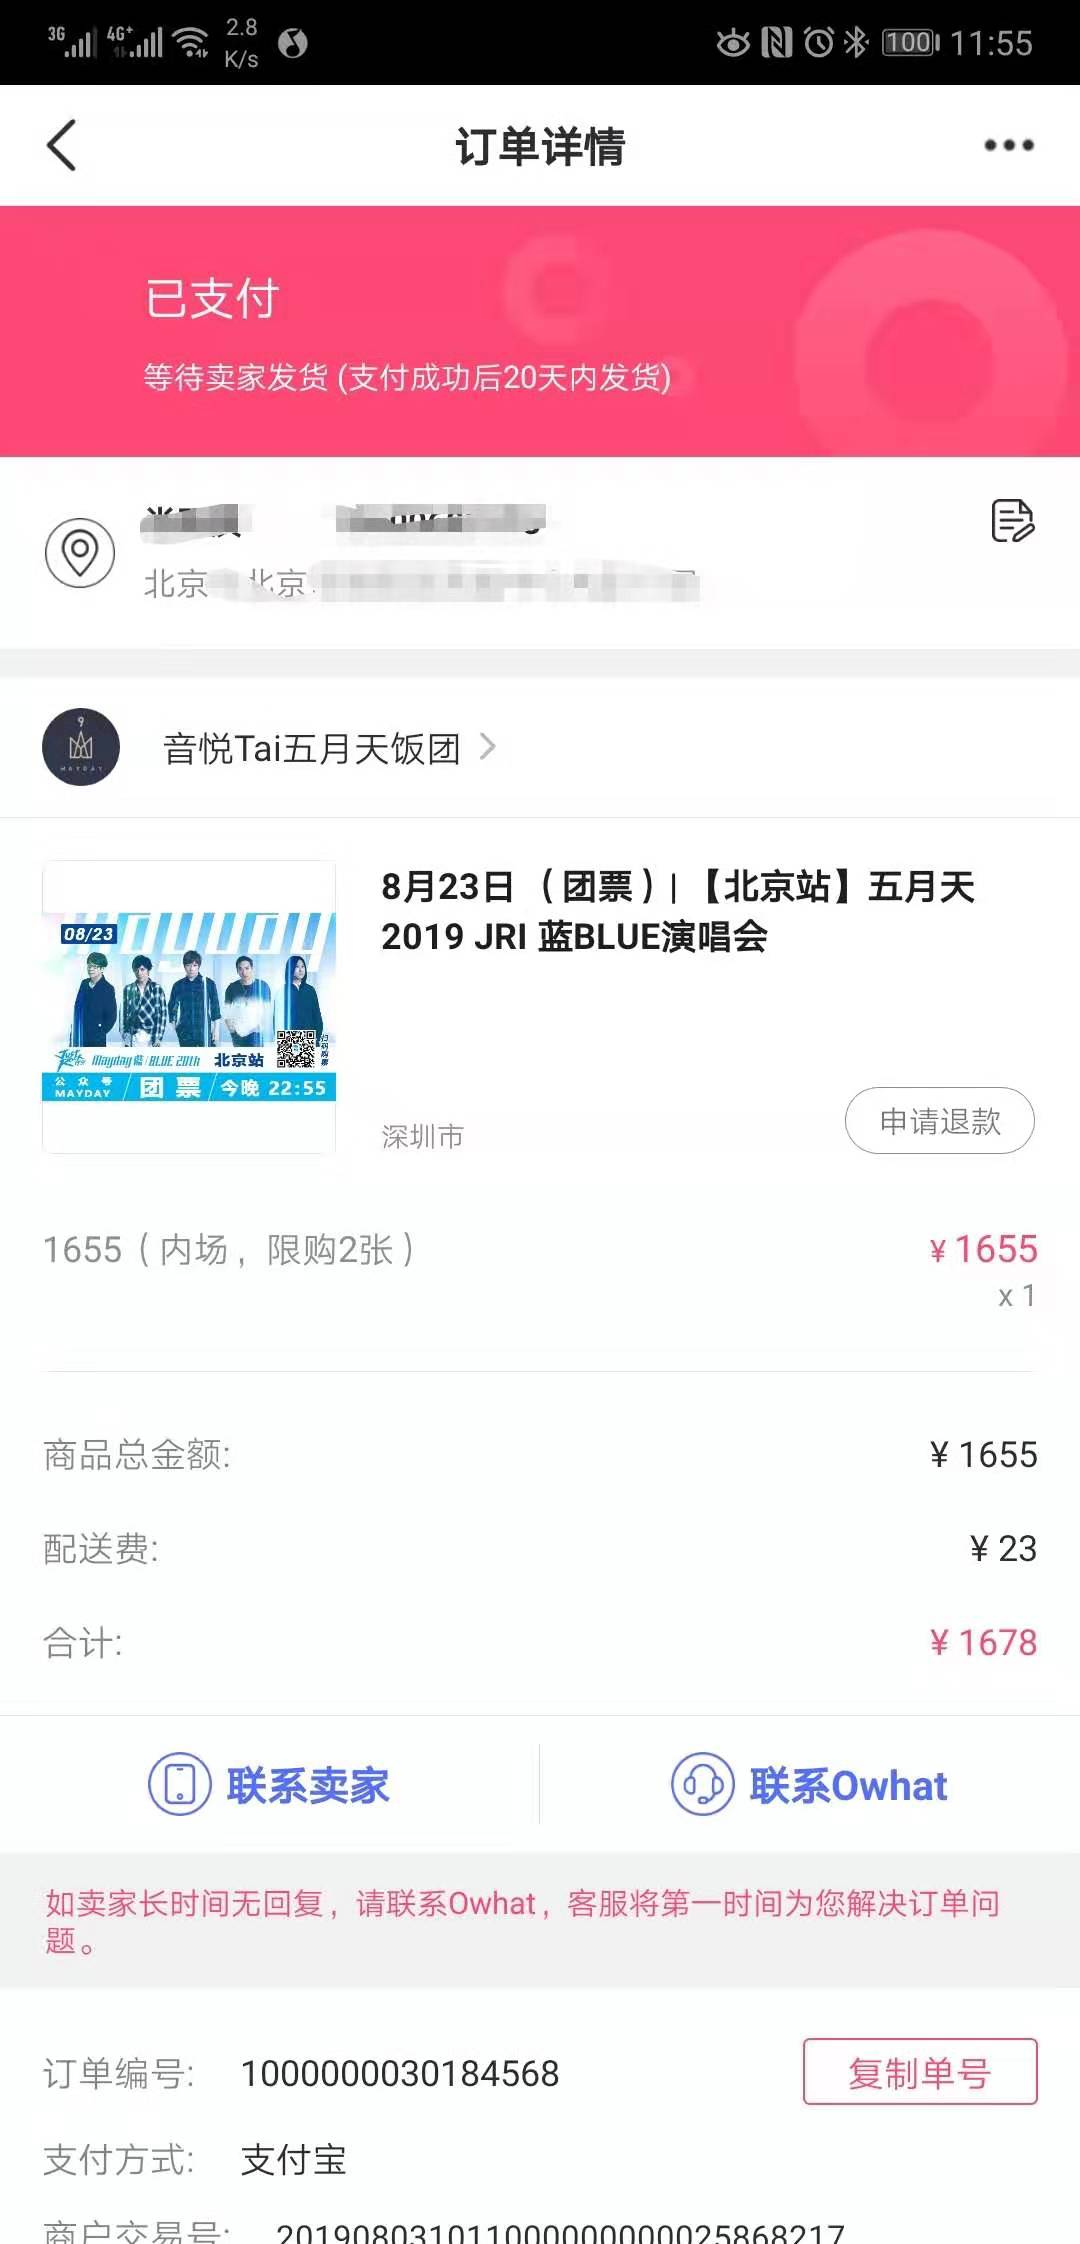 3G 4G+ 2.8 K/s 100 11:55
订单详情
已支付
等待卖家发货 (支付成功后20天内发货)
北京 北京
音悦Tai五月天饭团
8月23日 （团票）| 【北京站】五月天
2019 JRI 蓝BLUE演唱会
08/23
mayday
Mayday 蓝 | BLUE 20th 北京站
公众号 MAYDAY 团票 今晚 22:55
深圳市
申请退款
1655（内场，限购2张）
¥ 1655
x 1
商品总金额:
¥ 1655
配送费:
¥ 23
合计:
¥ 1678
联系卖家
联系Owhat
如卖家长时间无回复，请联系Owhat，客服将第一时间为您解决订单问
题。
订单编号: 1000000030184568
复制单号
支付方式: 支付宝
商户交易号: 2019080310110000000000025868217